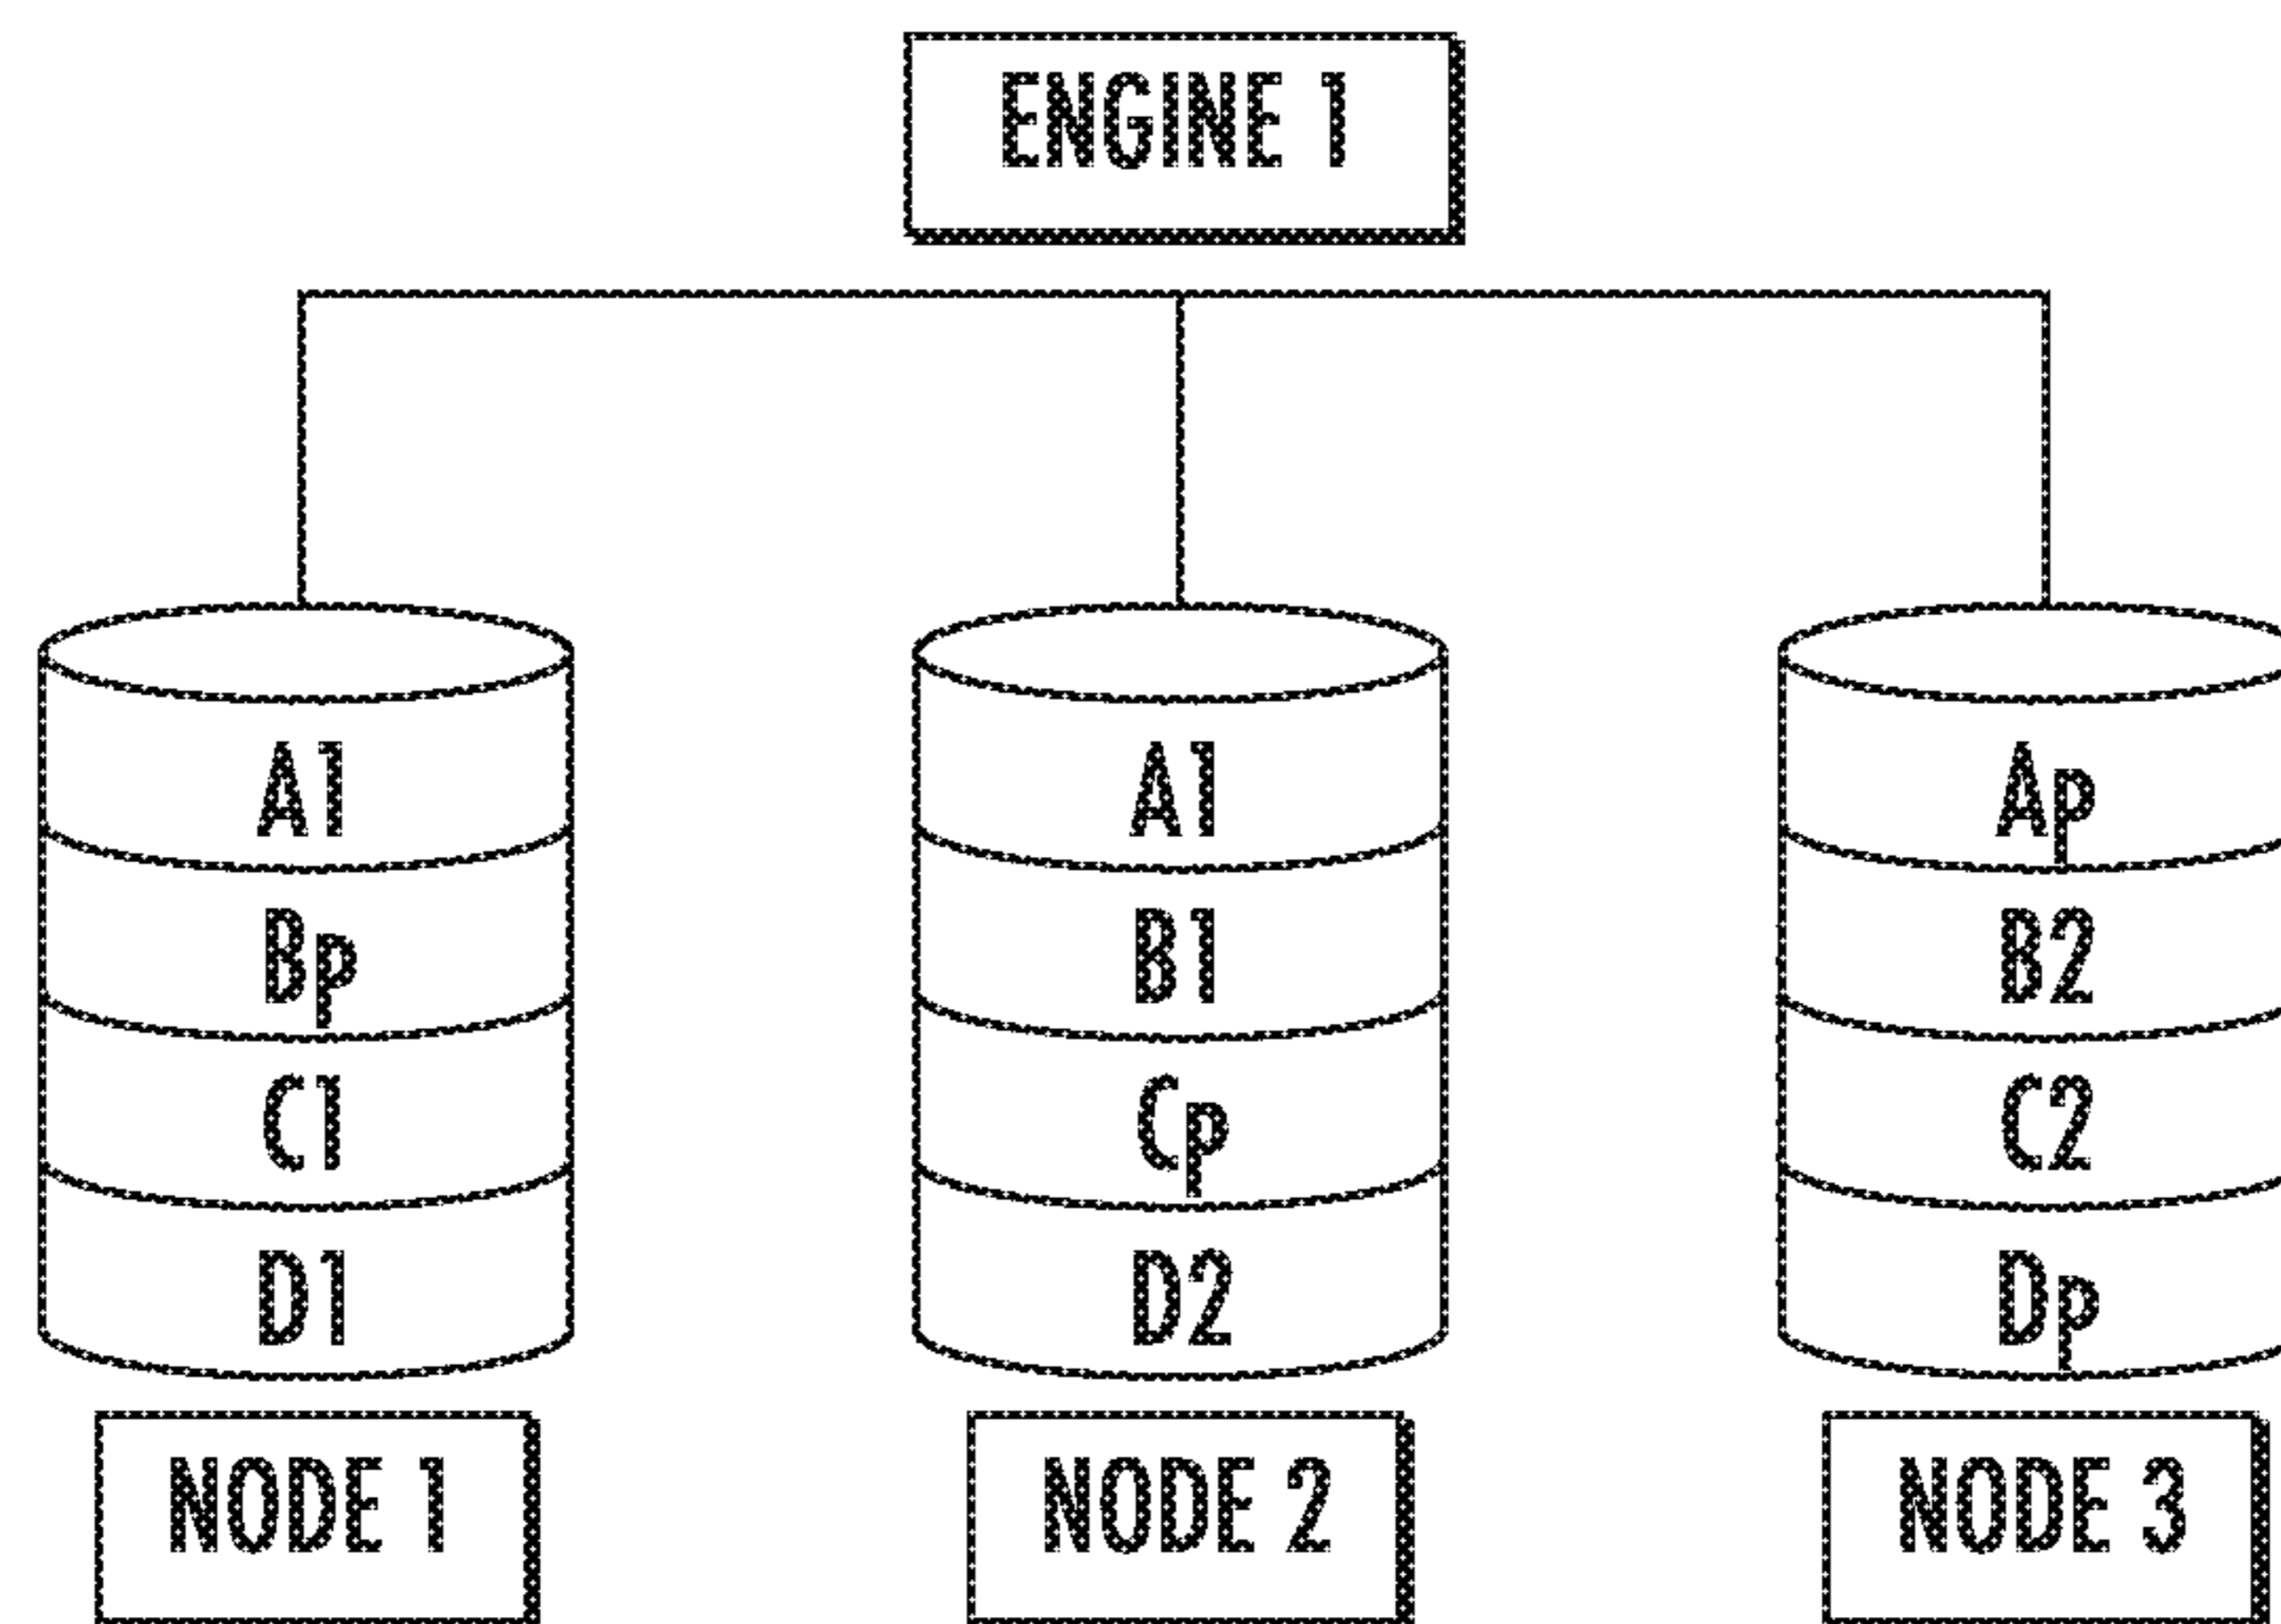 ENGINE 1
A1 A1 Ap
Bp B1 B2
C1 Cp C2
D1 D2 Dp
NODE 1 NODE 2 NODE 3